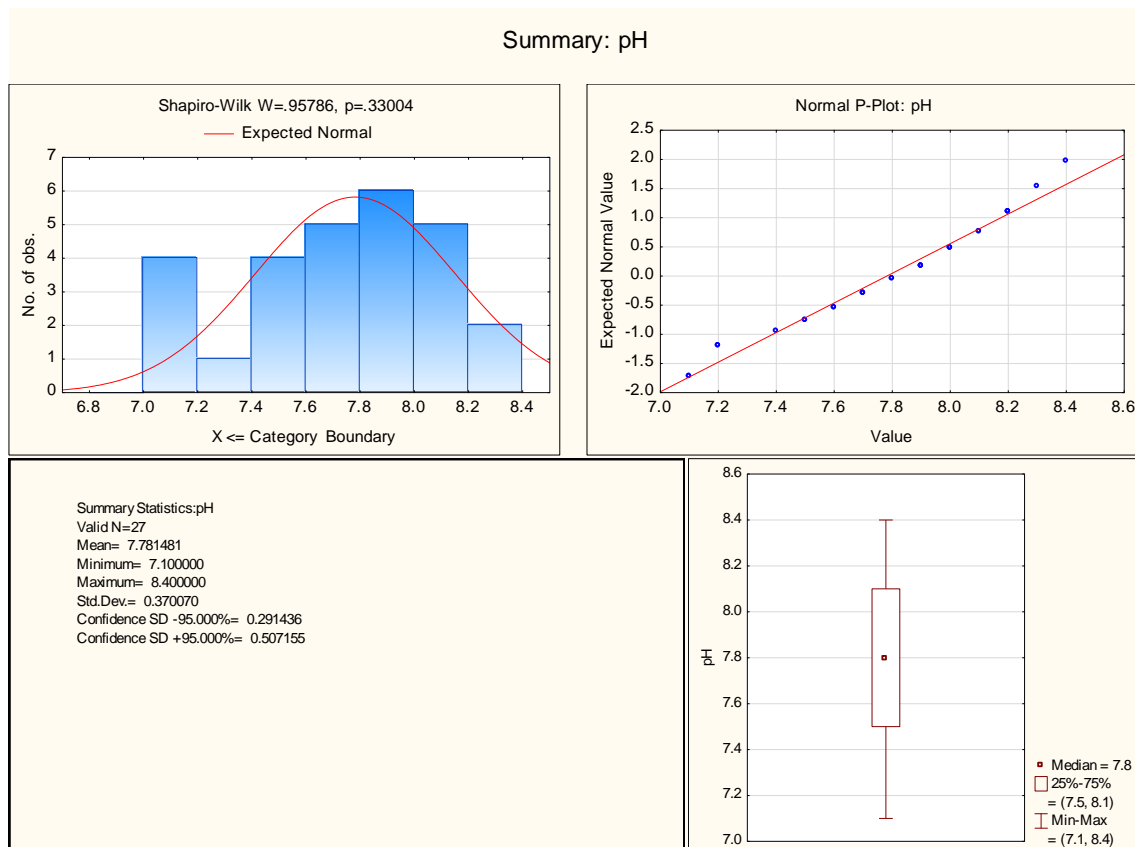 Summary: pH
Shapiro-Wilk W=.95786, p=.33004
Expected Normal
7
6
5
4
3
2
1
0
No. of obs.
6.8 7.0 7.2 7.4 7.6 7.8 8.0 8.2 8.4
X <= Category Boundary
Normal P-Plot: pH
2.5
2.0
1.5
1.0
0.5
0.0
-0.5
-1.0
-1.5
-2.0
Expected Normal Value
7.0 7.2 7.4 7.6 7.8 8.0 8.2 8.4 8.6
Value
Summary Statistics:pH
Valid N=27
Mean= 7.781481
Minimum= 7.100000
Maximum= 8.400000
Std.Dev.= 0.370070
Confidence SD -95.000%= 0.291436
Confidence SD +95.000%= 0.507155
8.6
8.4
8.2
8.0
7.8
7.6
7.4
7.2
7.0
pH
Median = 7.8
25%-75%
= (7.5, 8.1)
Min-Max
= (7.1, 8.4)